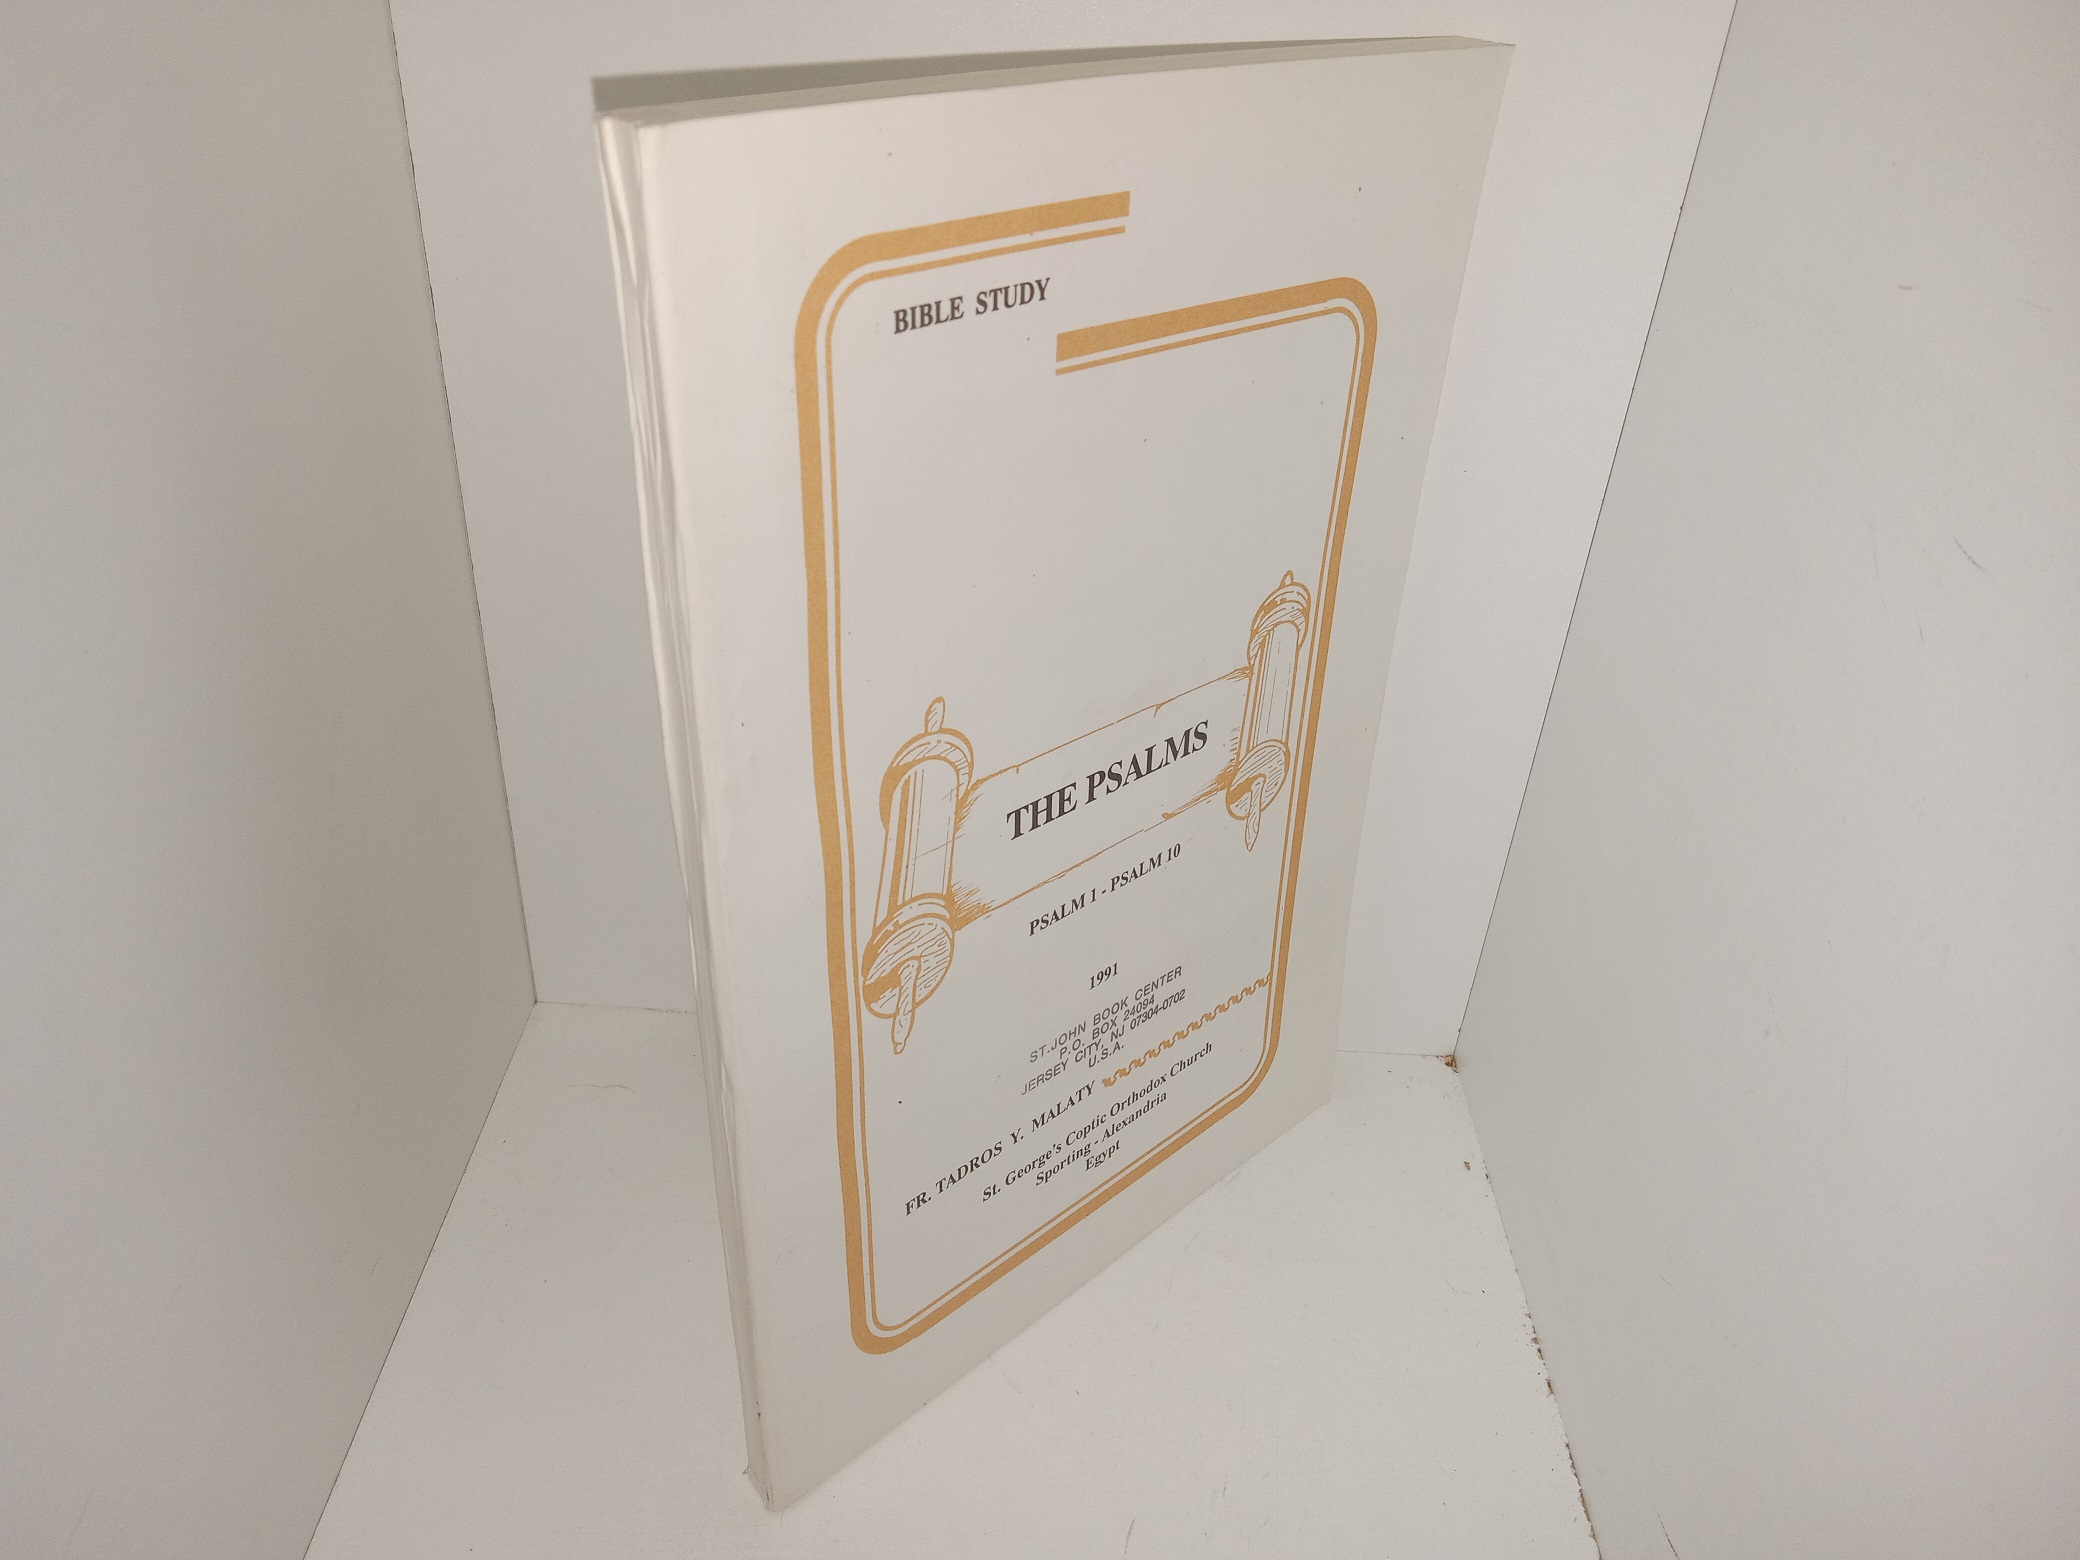 BIBLE STUDY
THE PSALMS
PSALM 1 - PSALM 10
1991
ST. JOHN BOOK CENTER
P.O. BOX 24094
JERSEY CITY, NJ 07304-0702
U.S.A.
FR. TADROS Y. MALATY
St. George's Coptic Orthodox Church
Sporting - Alexandria
Egypt